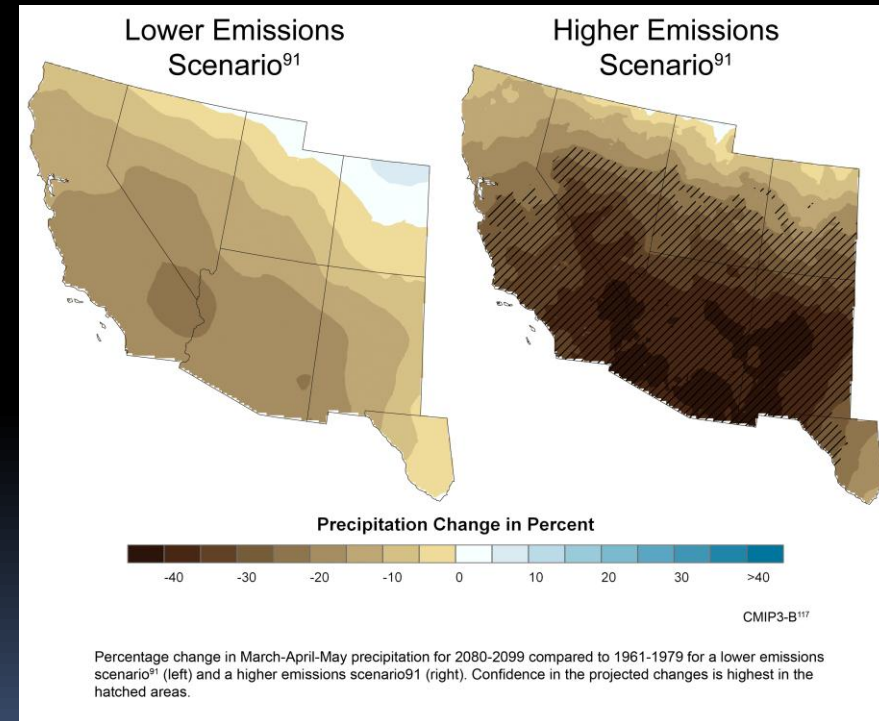 Lower Emissions
Scenario⁹¹
Higher Emissions
Scenario⁹¹
Precipitation Change in Percent
-40 -30 -20 -10 0 10 20 30 >40
CMIP3-B¹¹⁷
Percentage change in March-April-May precipitation for 2080-2099 compared to 1961-1979 for a lower emissions
scenario⁹¹ (left) and a higher emissions scenario91 (right). Confidence in the projected changes is highest in the
hatched areas.